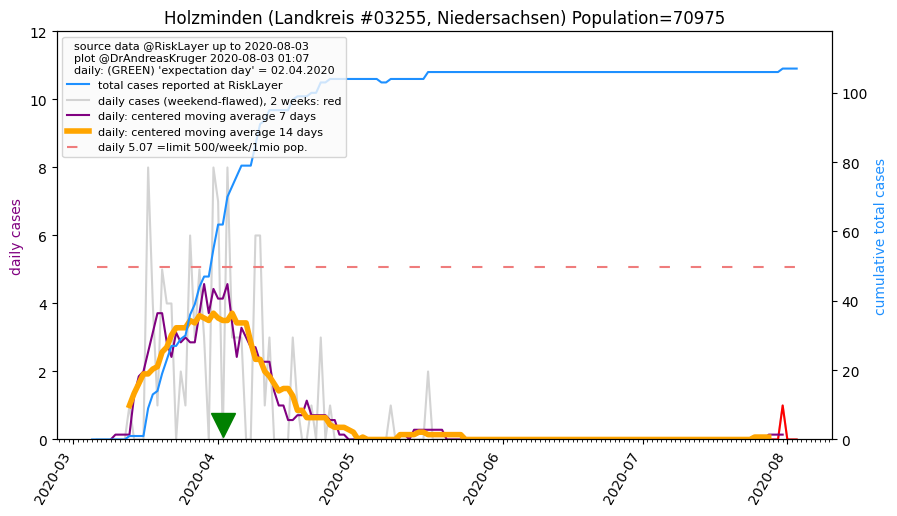 Holzminden (Landkreis #03255, Niedersachsen) Population=70975
source data @RiskLayer up to 2020-08-03
plot @DrAndreasKruger 2020-08-03 01:07
daily: (GREEN) 'expectation day' = 02.04.2020
total cases reported at RiskLayer
daily cases (weekend-flawed), 2 weeks: red
daily: centered moving average 7 days
daily: centered moving average 14 days
daily 5.07 =limit 500/week/1mio pop.
daily cases
12
10
8
6
4
2
0
cumulative total cases
100
80
60
40
20
0
2020-03
2020-04
2020-05
2020-06
2020-07
2020-08